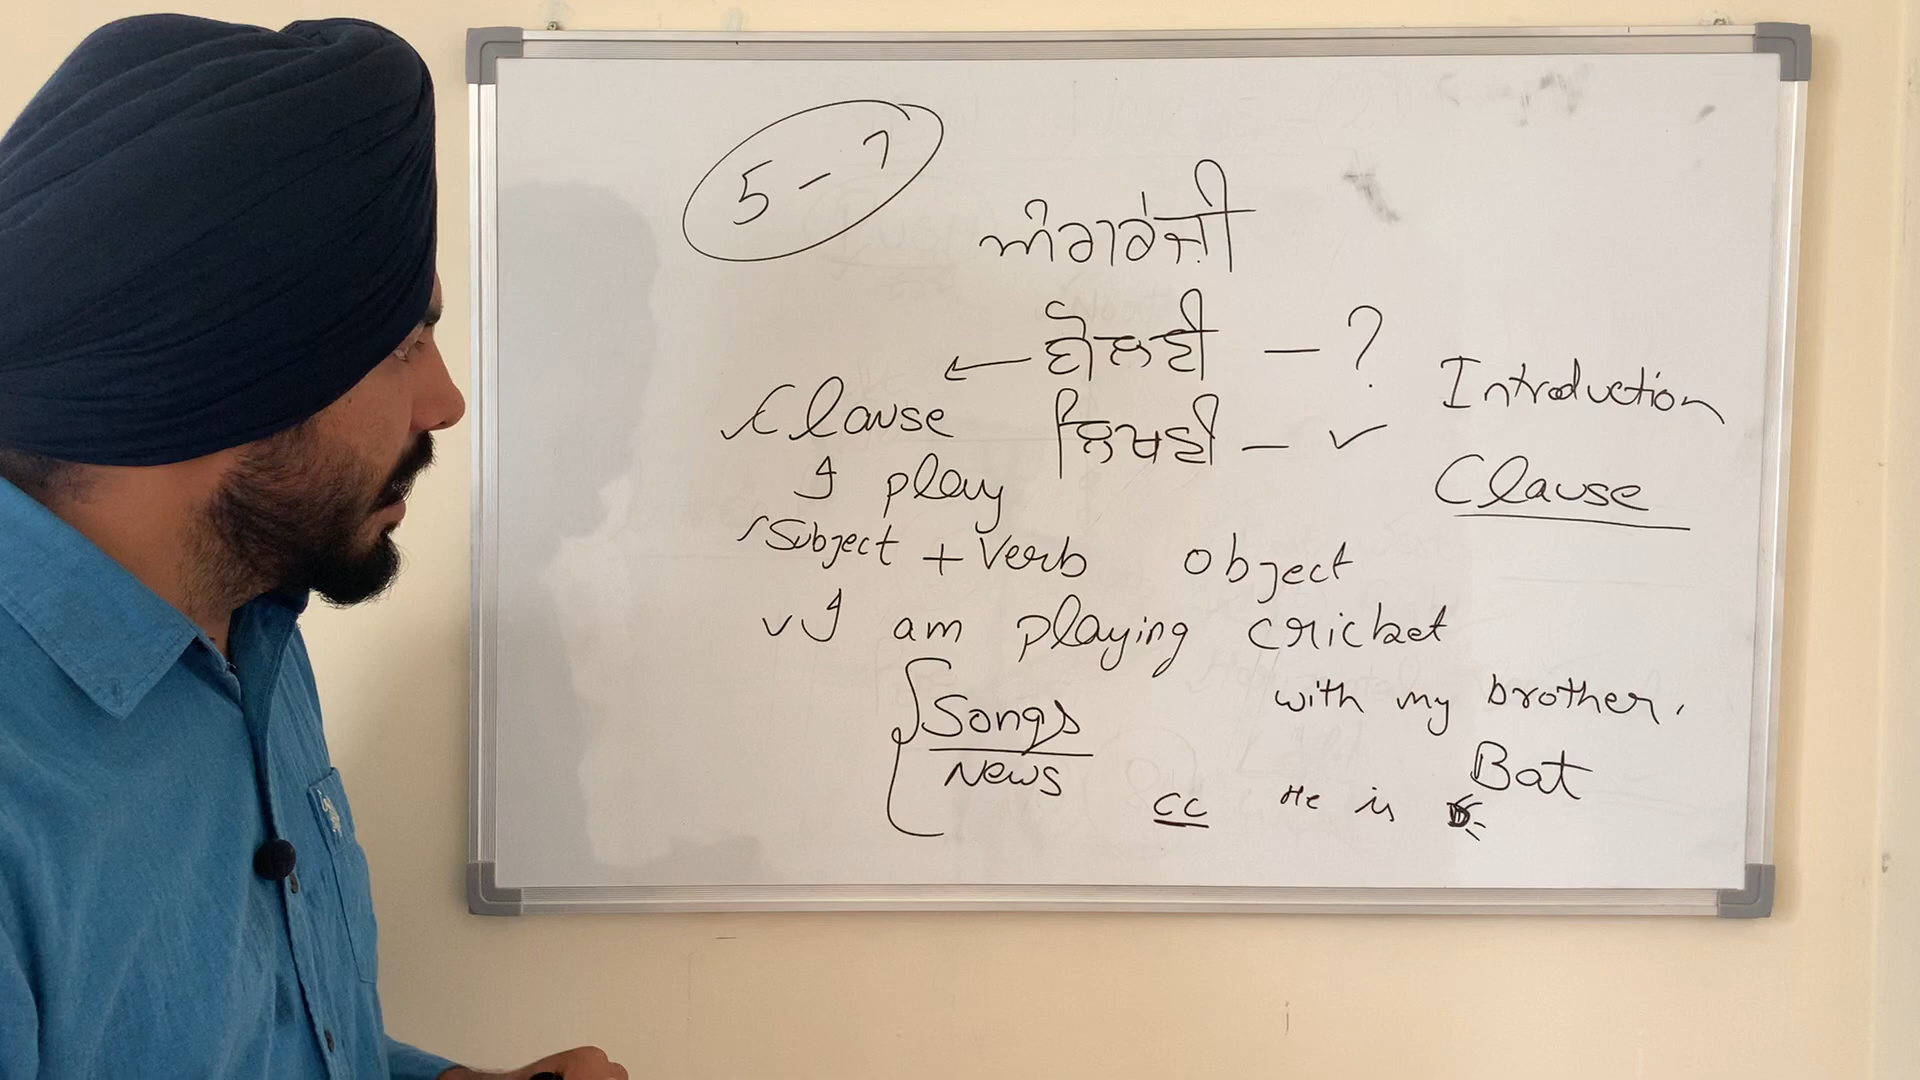 5-7
ਅੰਗਰੇਜ਼ੀ
ਬੋਲਣੀ - ?
ਲਿਖਣੀ - ✓
Introduction
Clause
Clause
I play
Subject + Verb object
✓ I am playing cricket
with my brother.
Songs
News
Bat
CC He is